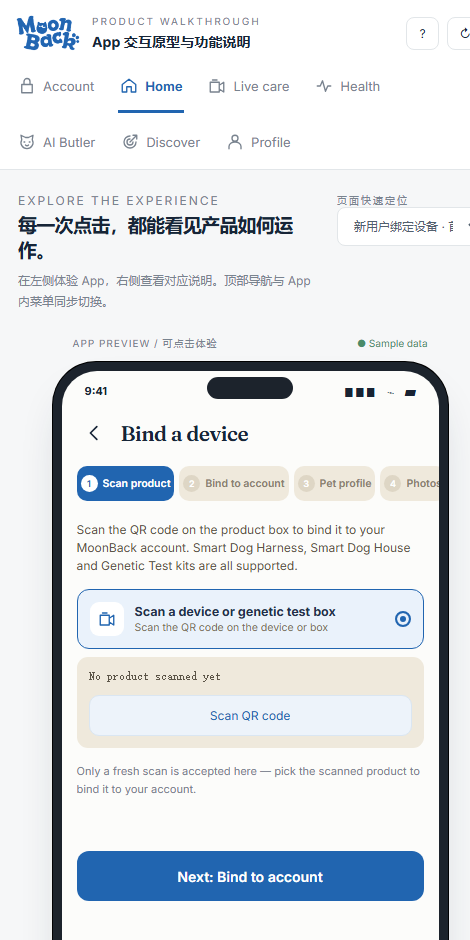 Moon Back
PRODUCT WALKTHROUGH
App 交互原型与功能说明
?
Account
Home
Live care
Health
AI Butler
Discover
Profile
EXPLORE THE EXPERIENCE
每一次点击，都能看见产品如何运
作。
在左侧体验 App，右侧查看对应说明。顶部导航与 App
内菜单同步切换。
页面快速定位
新用户绑定设备 ·
APP PREVIEW / 可点击体验
Sample data
9:41
Bind a device
1 Scan product
2 Bind to account
3 Pet profile
4 Photos
Scan the QR code on the product box to bind it to your
MoonBack account. Smart Dog Harness, Smart Dog House
and Genetic Test kits are all supported.
Scan a device or genetic test box
Scan the QR code on the device or box
No product scanned yet
Scan QR code
Only a fresh scan is accepted here — pick the scanned product to
bind it to your account.
Next: Bind to account